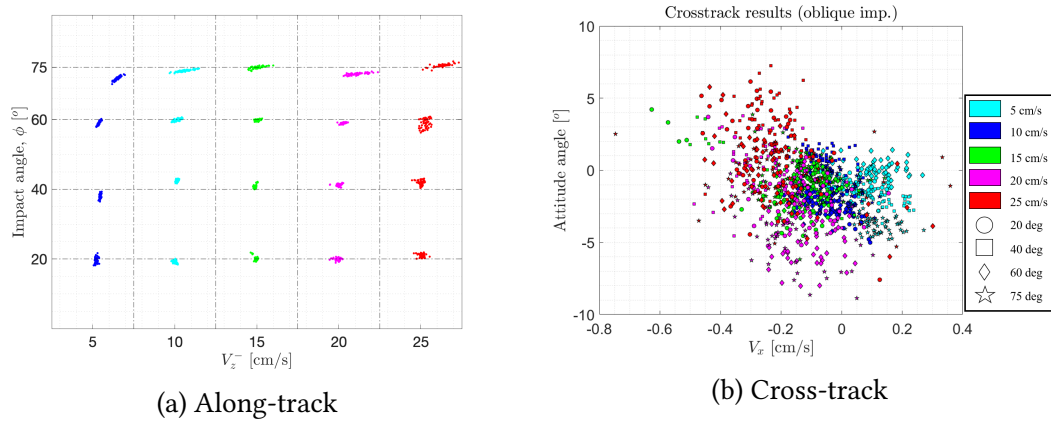 75
60
40
20
Impact angle, ϕ [°]
5
10
15
20
25
V_z^- [cm/s]
(a) Along-track
Crosstrack results (oblique imp.)
10
5
0
-5
-10
Attitude angle [°]
-0.8
-0.6
-0.4
-0.2
0
0.2
0.4
V_x [cm/s]
5 cm/s
10 cm/s
15 cm/s
20 cm/s
25 cm/s
20 deg
40 deg
60 deg
75 deg
(b) Cross-track